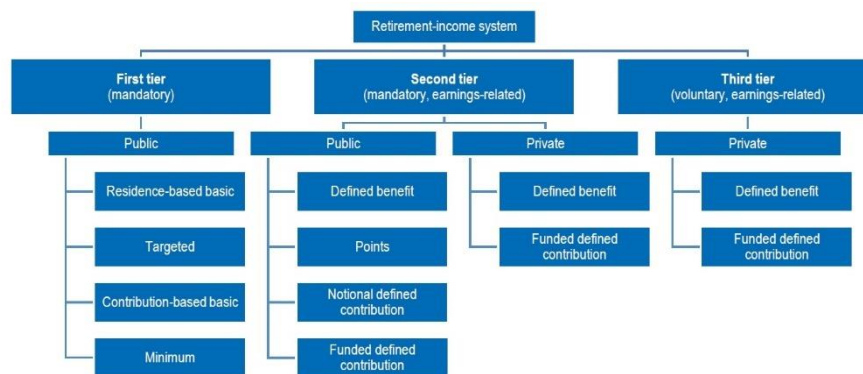 Retirement-income system
First tier
(mandatory)
Second tier
(mandatory, earnings-related)
Third tier
(voluntary, earnings-related)
Public
Public
Private
Private
Residence-based basic
Defined benefit
Defined benefit
Defined benefit
Targeted
Points
Funded defined
contribution
Funded defined
contribution
Contribution-based basic
Notional defined
contribution
Minimum
Funded defined
contribution